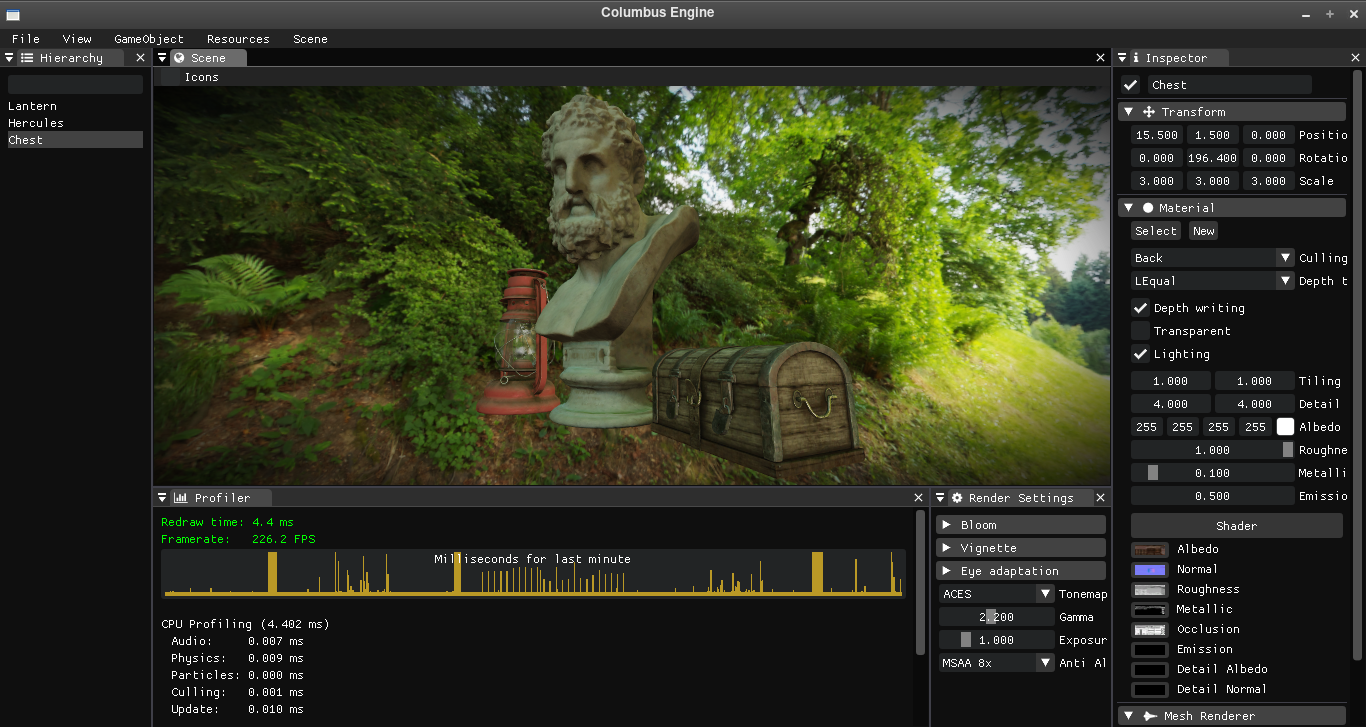 Columbus Engine
File View GameObject Resources Scene
Hierarchy
Lantern
Hercules
Chest
Scene
Icons
Profiler
Redraw time: 4.4 ms
Framerate: 226.2 FPS
Milliseconds for last minute
CPU Profiling (4.402 ms)
Audio: 0.007 ms
Physics: 0.009 ms
Particles: 0.000 ms
Culling: 0.001 ms
Update: 0.010 ms
Render Settings
Bloom
Vignette
Eye adaptation
ACES Tonemap
2.200 Gamma
1.000 Exposur
MSAA 8x Anti Al
Inspector
Chest
Transform
15.500 1.500 0.000 Positio
0.000 196.400 0.000 Rotatio
3.000 3.000 3.000 Scale
Material
Select New
Back Culling
LEqual Depth t
Depth writing
Transparent
Lighting
1.000 1.000 Tiling
4.000 4.000 Detail
255 255 255 255 Albedo
1.000 Roughne
0.100 Metalli
0.500 Emissio
Shader
Albedo
Normal
Roughness
Metallic
Occlusion
Emission
Detail Albedo
Detail Normal
Mesh Renderer